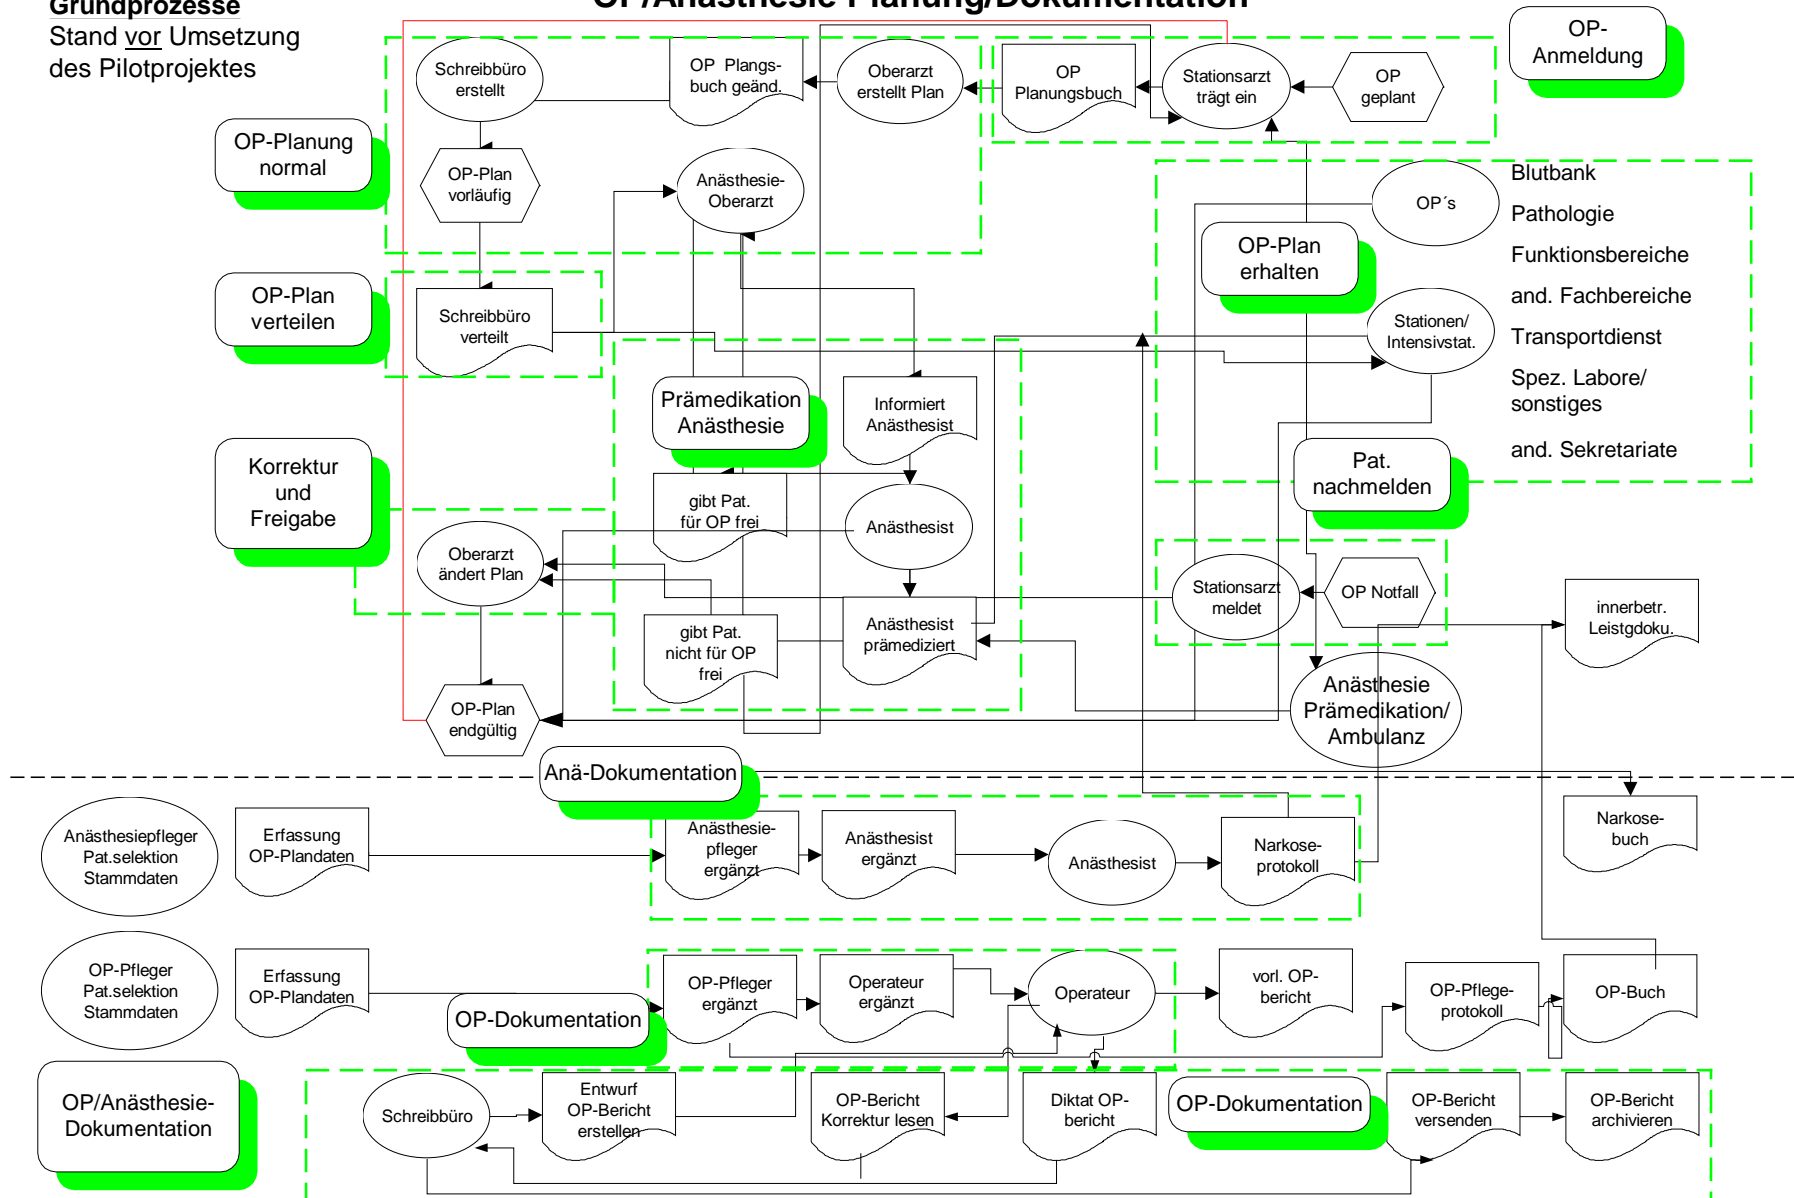 Grundprozesse
Stand vor Umsetzung
des Pilotprojektes
OP/Anästhesie Planung/Dokumentation
OP-
Anmeldung
Schreibbüro
erstellt
OP Plangs-
buch geänd.
Oberarzt
erstellt Plan
OP
Planungsbuch
Stationsarzt
trägt ein
OP
geplant
OP-Planung
normal
OP-Plan
vorläufig
Anästhesie-
Oberarzt
OP´s
Blutbank
Pathologie
Funktionsbereiche
and. Fachbereiche
Transportdienst
Spez. Labore/
sonstiges
and. Sekretariate
OP-Plan
erhalten
OP-Plan
verteilen
Schreibbüro
verteilt
Stationen/
Intensivstat.
Prämedikation
Anästhesie
Informiert
Anästhesist
Korrektur
und
Freigabe
gibt Pat.
für OP frei
Anästhesist
Pat.
nachmelden
Oberarzt
ändert Plan
Stationsarzt
meldet
OP Notfall
innerbetr.
Leistgdoku.
gibt Pat.
nicht für OP
frei
Anästhesist
prämediziert
OP-Plan
endgültig
Anästhesie
Prämedikation/
Ambulanz
Anä-Dokumentation
Anästhesiepfleger
Pat.selektion
Stammdaten
Erfassung
OP-Plandaten
Anästhesie-
pfleger
ergänzt
Anästhesist
ergänzt
Anästhesist
Narkose-
protokoll
Narkose-
buch
OP-Pfleger
Pat.selektion
Stammdaten
Erfassung
OP-Plandaten
OP-Dokumentation
OP-Pfleger
ergänzt
Operateur
ergänzt
Operateur
vorl. OP-
bericht
OP-Pflege-
protokoll
OP-Buch
OP/Anästhesie-
Dokumentation
Schreibbüro
Entwurf
OP-Bericht
erstellen
OP-Bericht
Korrektur lesen
Diktat OP-
bericht
OP-Dokumentation
OP-Bericht
versenden
OP-Bericht
archivieren